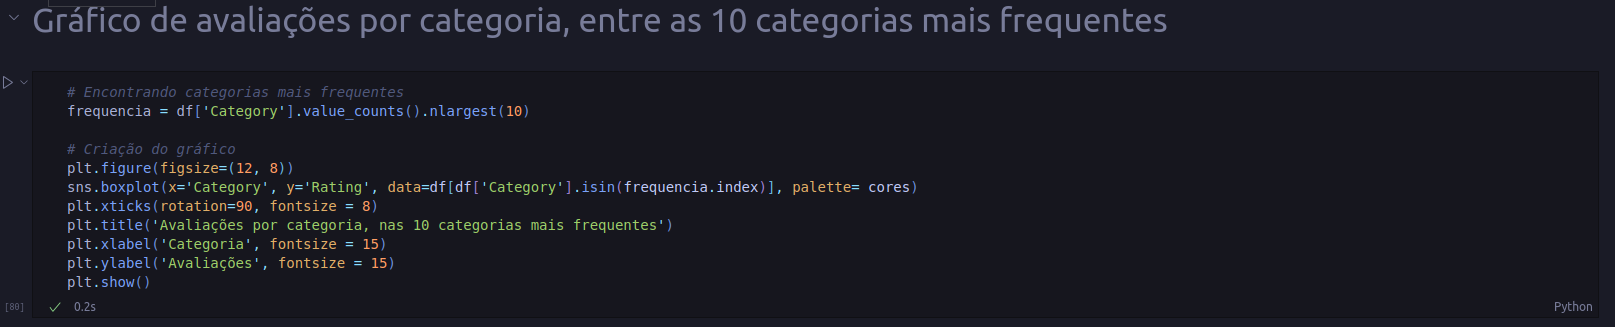 Gráfico de avaliações por categoria, entre as 10 categorias mais frequentes
# Encontrando categorias mais frequentes
frequencia = df['Category'].value_counts().nlargest(10)
# Criação do gráfico
plt.figure(figsize=(12, 8))
sns.boxplot(x='Category', y='Rating', data=df[df['Category'].isin(frequencia.index)], palette= cores)
plt.xticks(rotation=90, fontsize = 8)
plt.title('Avaliações por categoria, nas 10 categorias mais frequentes')
plt.xlabel('Categoria', fontsize = 15)
plt.ylabel('Avaliações', fontsize = 15)
plt.show()
[80]
0.2s
Python